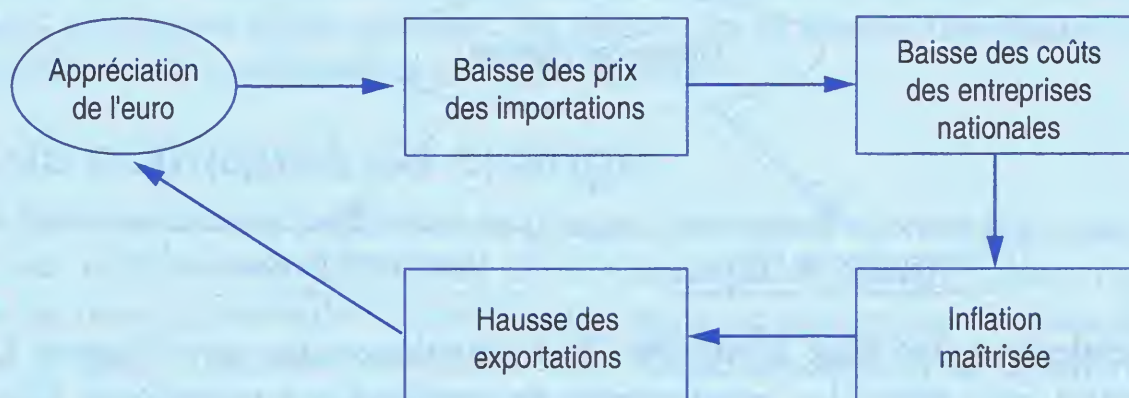 Appréciation
de l'euro
Baisse des prix
des importations
Baisse des coûts
des entreprises
nationales
Inflation
maîtrisée
Hausse des
exportations